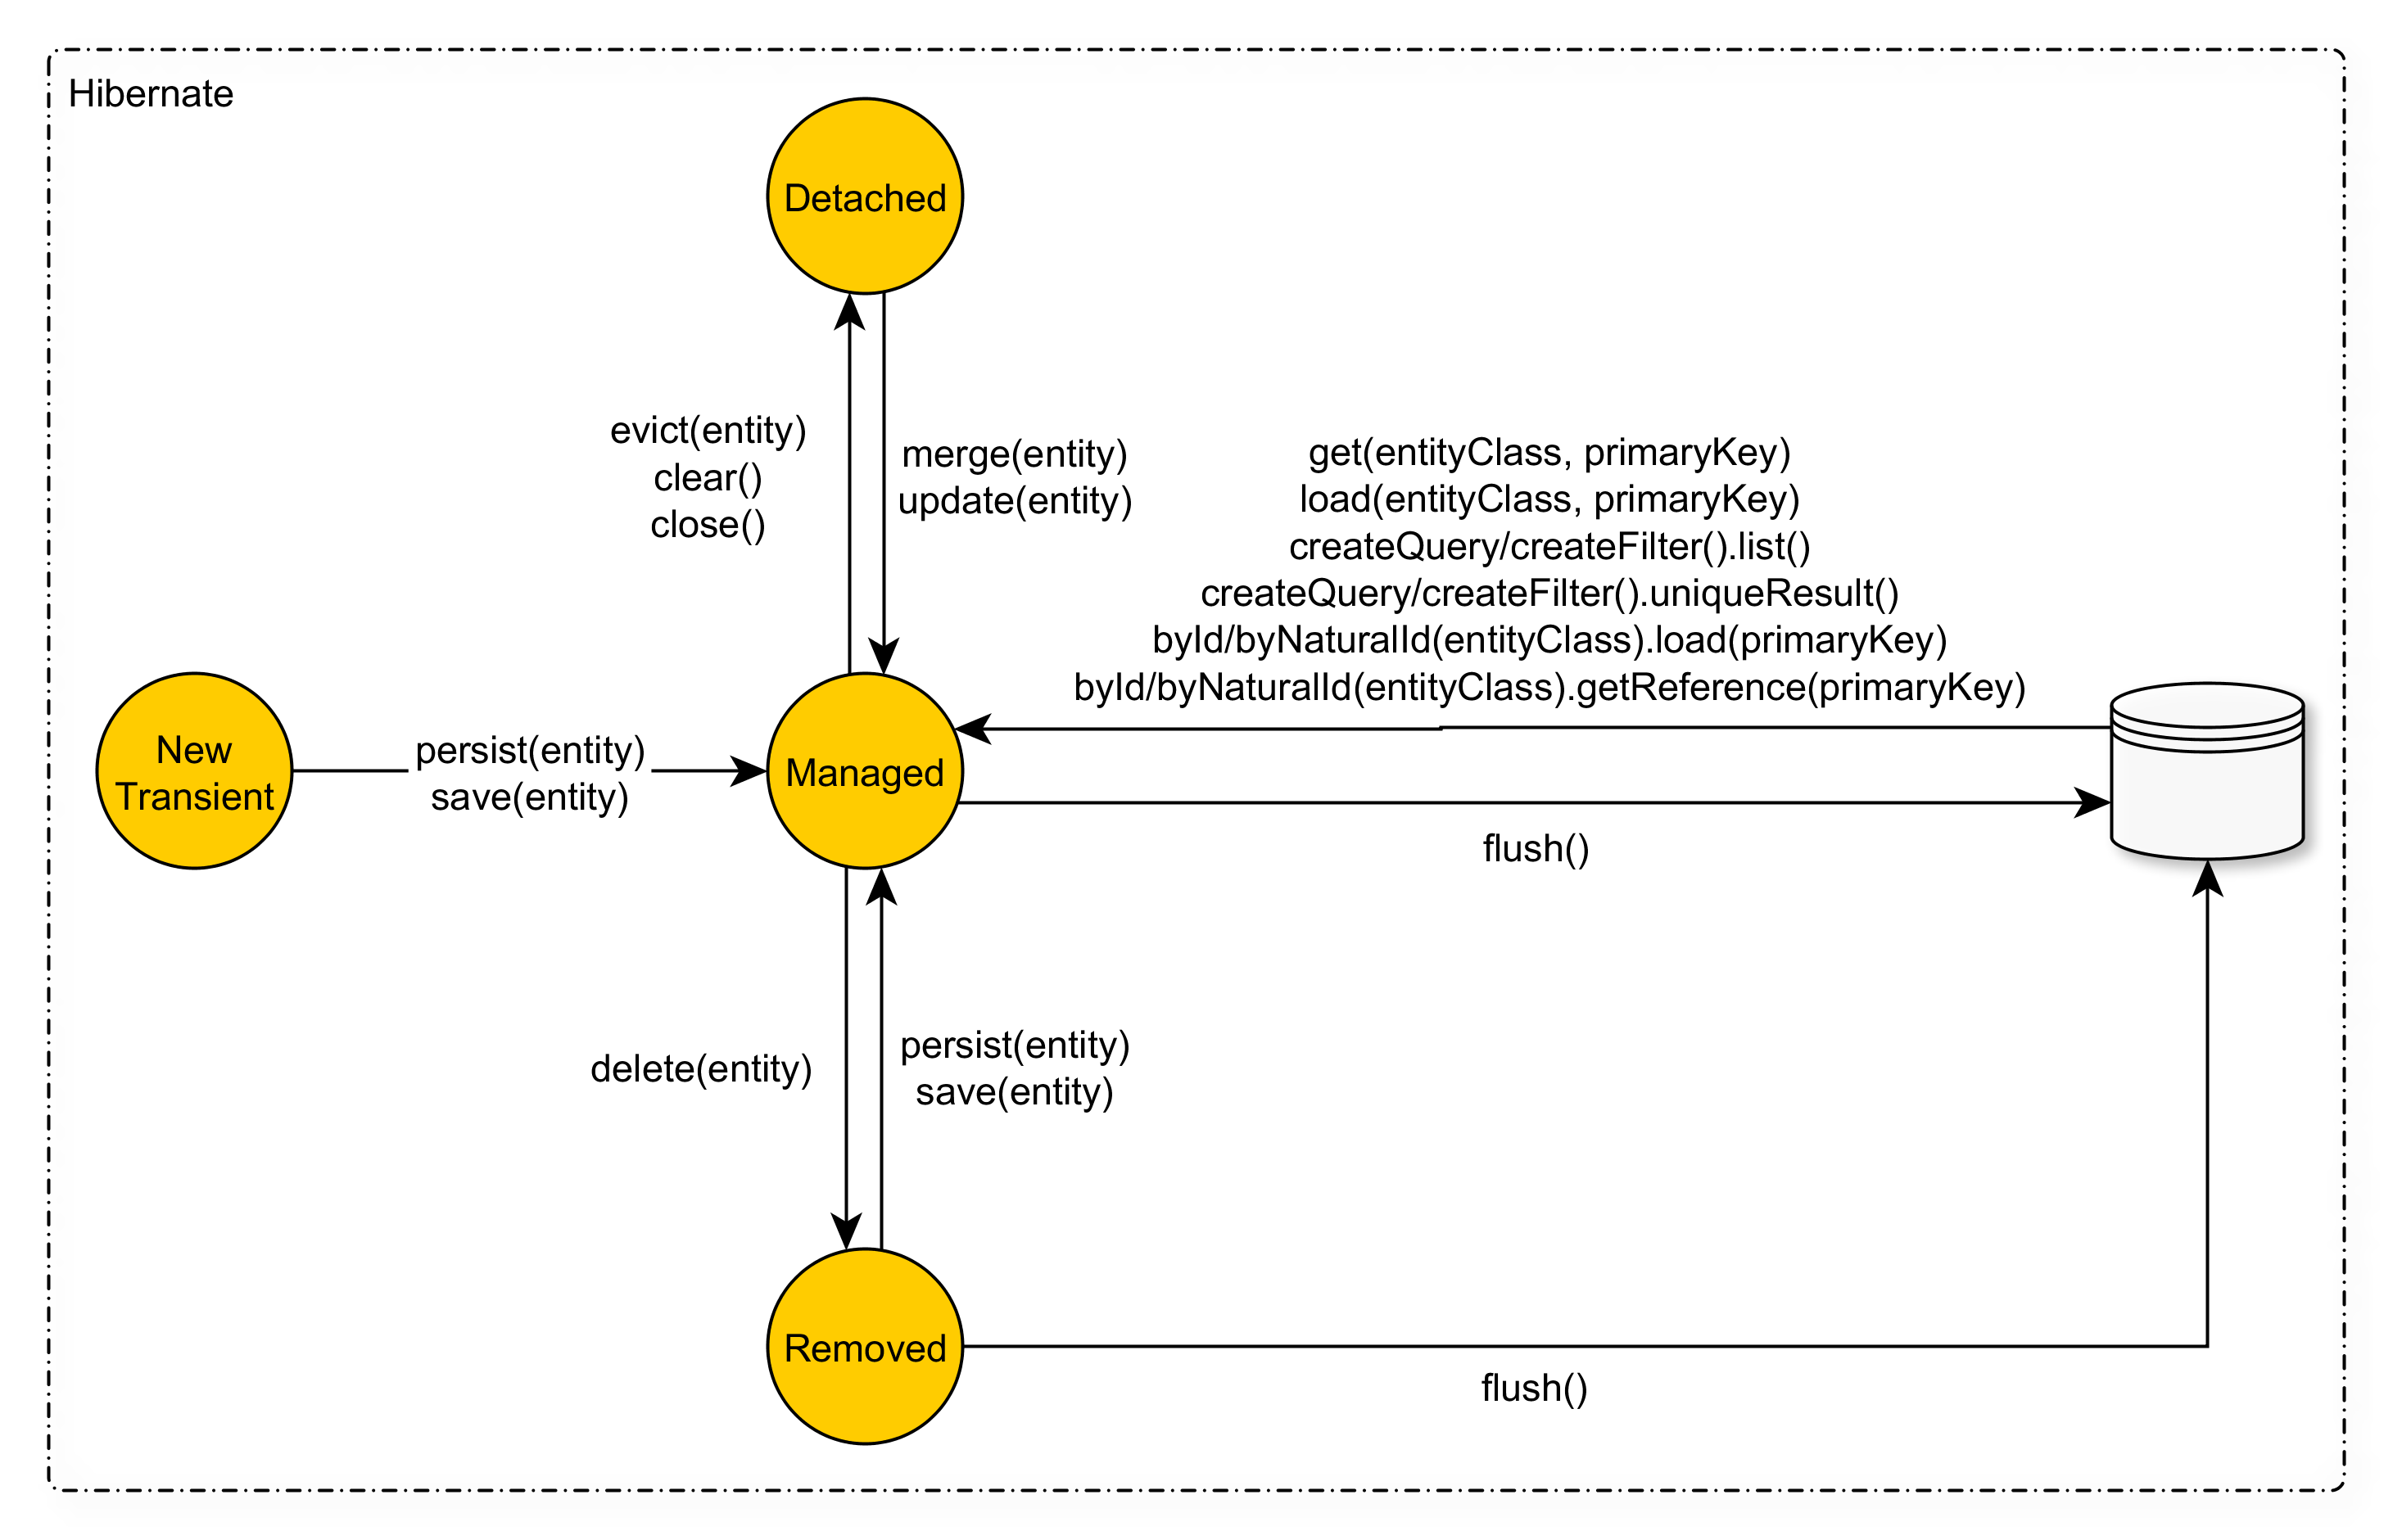 Hibernate
Detached
evict(entity)
clear()
close()
merge(entity)
update(entity)
get(entityClass, primaryKey)
load(entityClass, primaryKey)
createQuery/createFilter().list()
createQuery/createFilter().uniqueResult()
byId/byNaturalId(entityClass).load(primaryKey)
byId/byNaturalId(entityClass).getReference(primaryKey)
New
Transient
persist(entity)
save(entity)
Managed
flush()
delete(entity)
persist(entity)
save(entity)
Removed
flush()